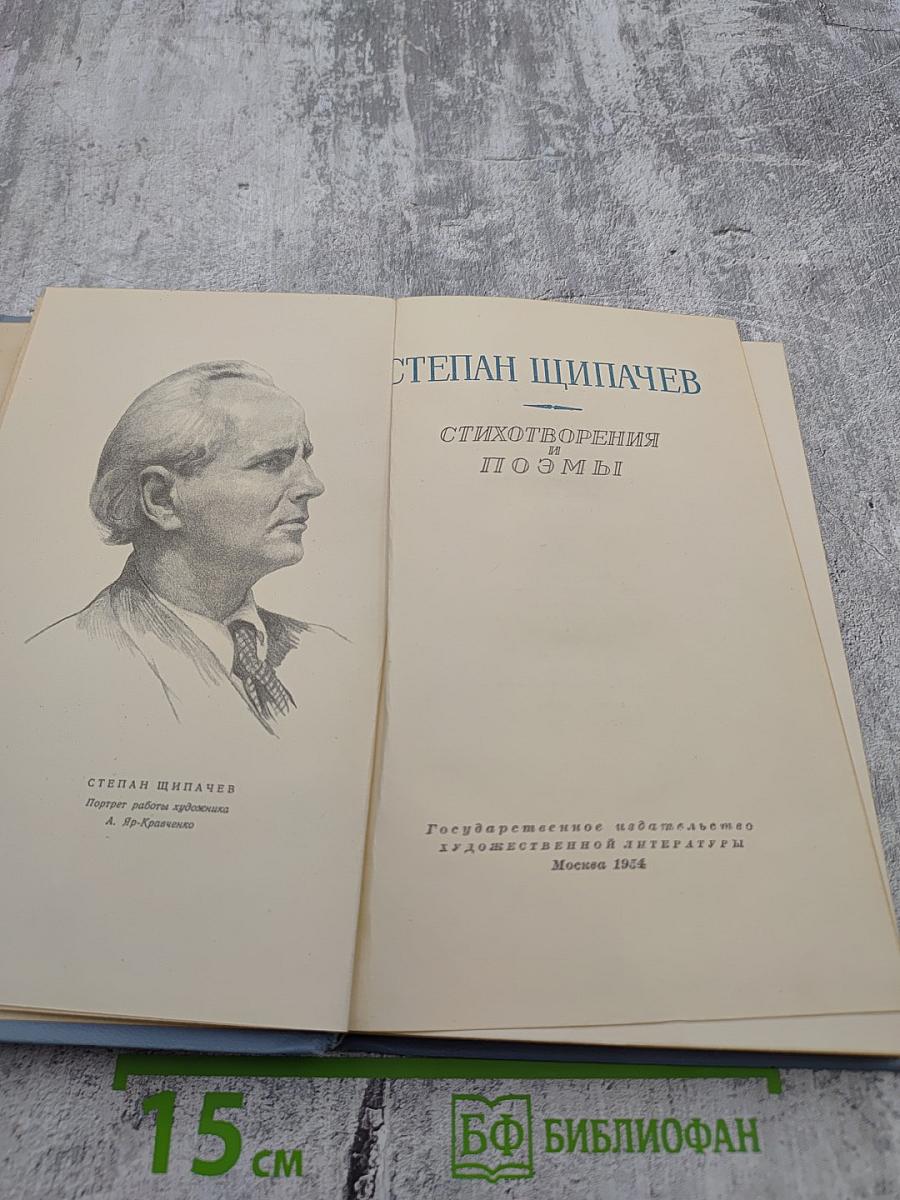 СТЕПАН ЩИПАЧЕВ
Портрет работы художника
А. Яр-Кравченко
СТЕПАН ЩИПАЧЕВ
СТИХОТВОРЕНИЯ
И
ПОЭМЫ
Государственное издательство
ХУДОЖЕСТВЕННОЙ ЛИТЕРАТУРЫ
Москва 1954
15 см
БФ БИБЛИОФАН